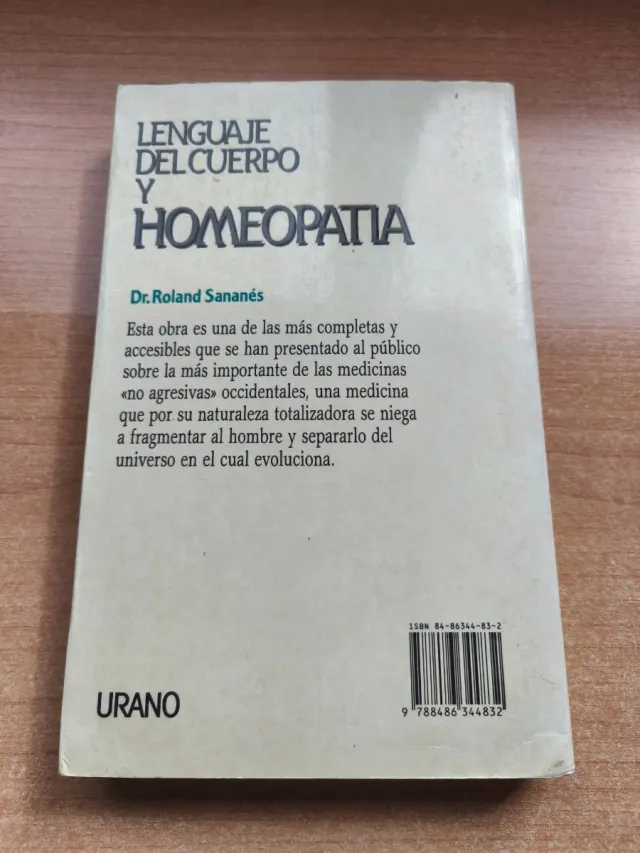 LENGUAJE
DEL CUERPO
Y
HOMEOPATIA
Dr. Roland Sananés
Esta obra es una de las más completas y
accesibles que se han presentado al público
sobre la más importante de las medicinas
«no agresivas» occidentales, una medicina
que por su naturaleza totalizadora se niega
a fragmentar al hombre y separarlo del
universo en el cual evoluciona.
ISBN 84-86344-83-2
URANO
9 788486 344832